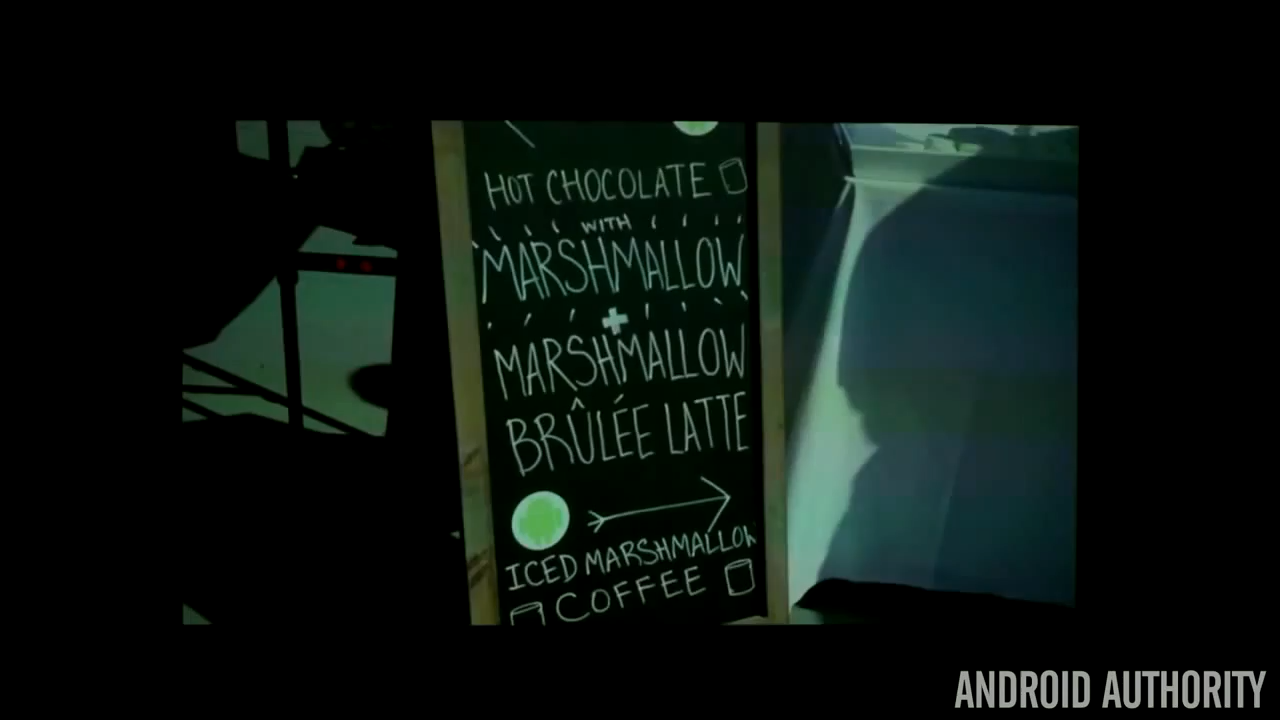 HOT CHOCOLATE
WITH
MARSHMALLOW
+
MARSHMALLOW
BRÛLÉE LATTE
ICED MARSHMALLOW
COFFEE
ANDROID AUTHORITY